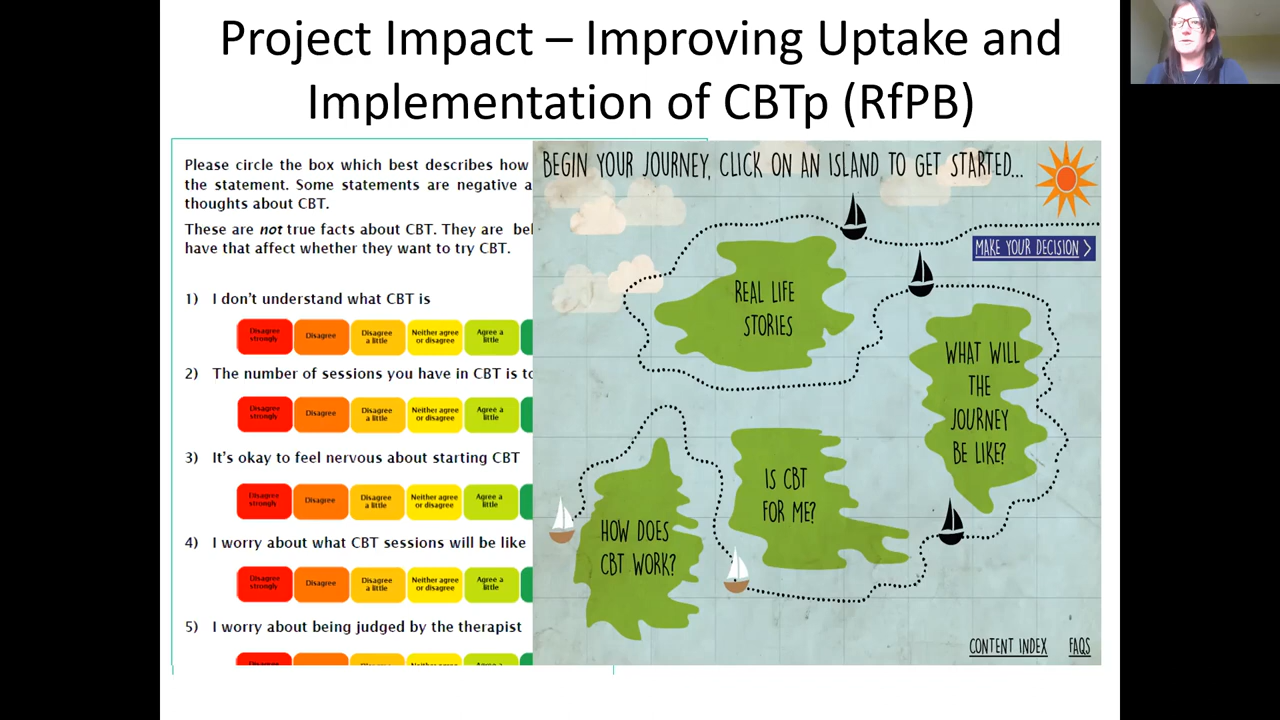 Project Impact – Improving Uptake and
Implementation of CBTp (RfPB)
Please circle the box which best describes how
the statement. Some statements are negative a
thoughts about CBT.
These are not true facts about CBT. They are bel
have that affect whether they want to try CBT.
1) I don't understand what CBT is
Disagree strongly Disagree Disagree a little Neither agree or disagree Agree a little
2) The number of sessions you have in CBT is to
Disagree strongly Disagree Disagree a little Neither agree or disagree Agree a little
3) It's okay to feel nervous about starting CBT
Disagree strongly Disagree Disagree a little Neither agree or disagree Agree a little
4) I worry about what CBT sessions will be like
Disagree strongly Disagree Disagree a little Neither agree or disagree Agree a little
5) I worry about being judged by the therapist
BEGIN YOUR JOURNEY, CLICK ON AN ISLAND TO GET STARTED...
MAKE YOUR DECISION >
REAL LIFE
STORIES
WHAT WILL
THE
JOURNEY
BE LIKE?
IS CBT
FOR ME?
HOW DOES
CBT WORK?
CONTENT INDEX FAQS